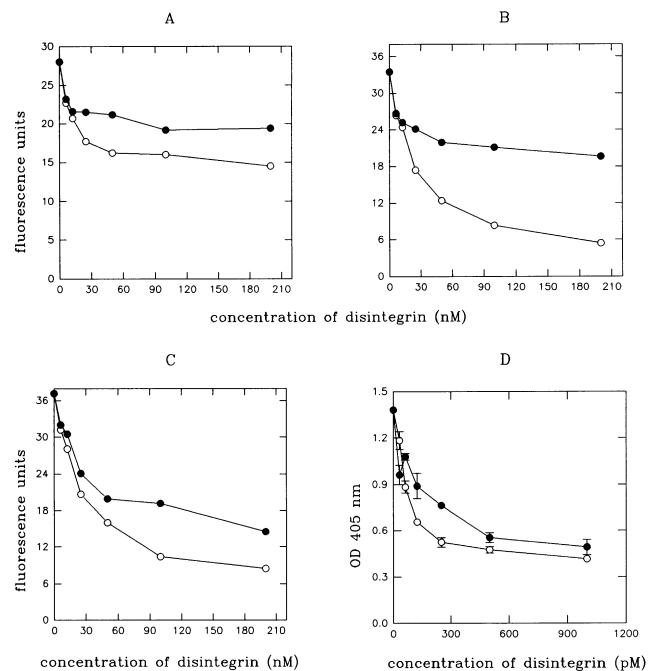 A
B
fluorescence units
30
25
20
15
10
5
0
0 30 60 90 120 150 180 210
36
30
24
18
12
6
0
0 30 60 90 120 150 180 210
concentration of disintegrin (nM)
C
D
fluorescence units
36
30
24
18
12
6
0
0 30 60 90 120 150 180 210
concentration of disintegrin (nM)
OD 405 nm
1.5
1.2
0.9
0.6
0.3
0.0
0 300 600 900 1200
concentration of disintegrin (pM)